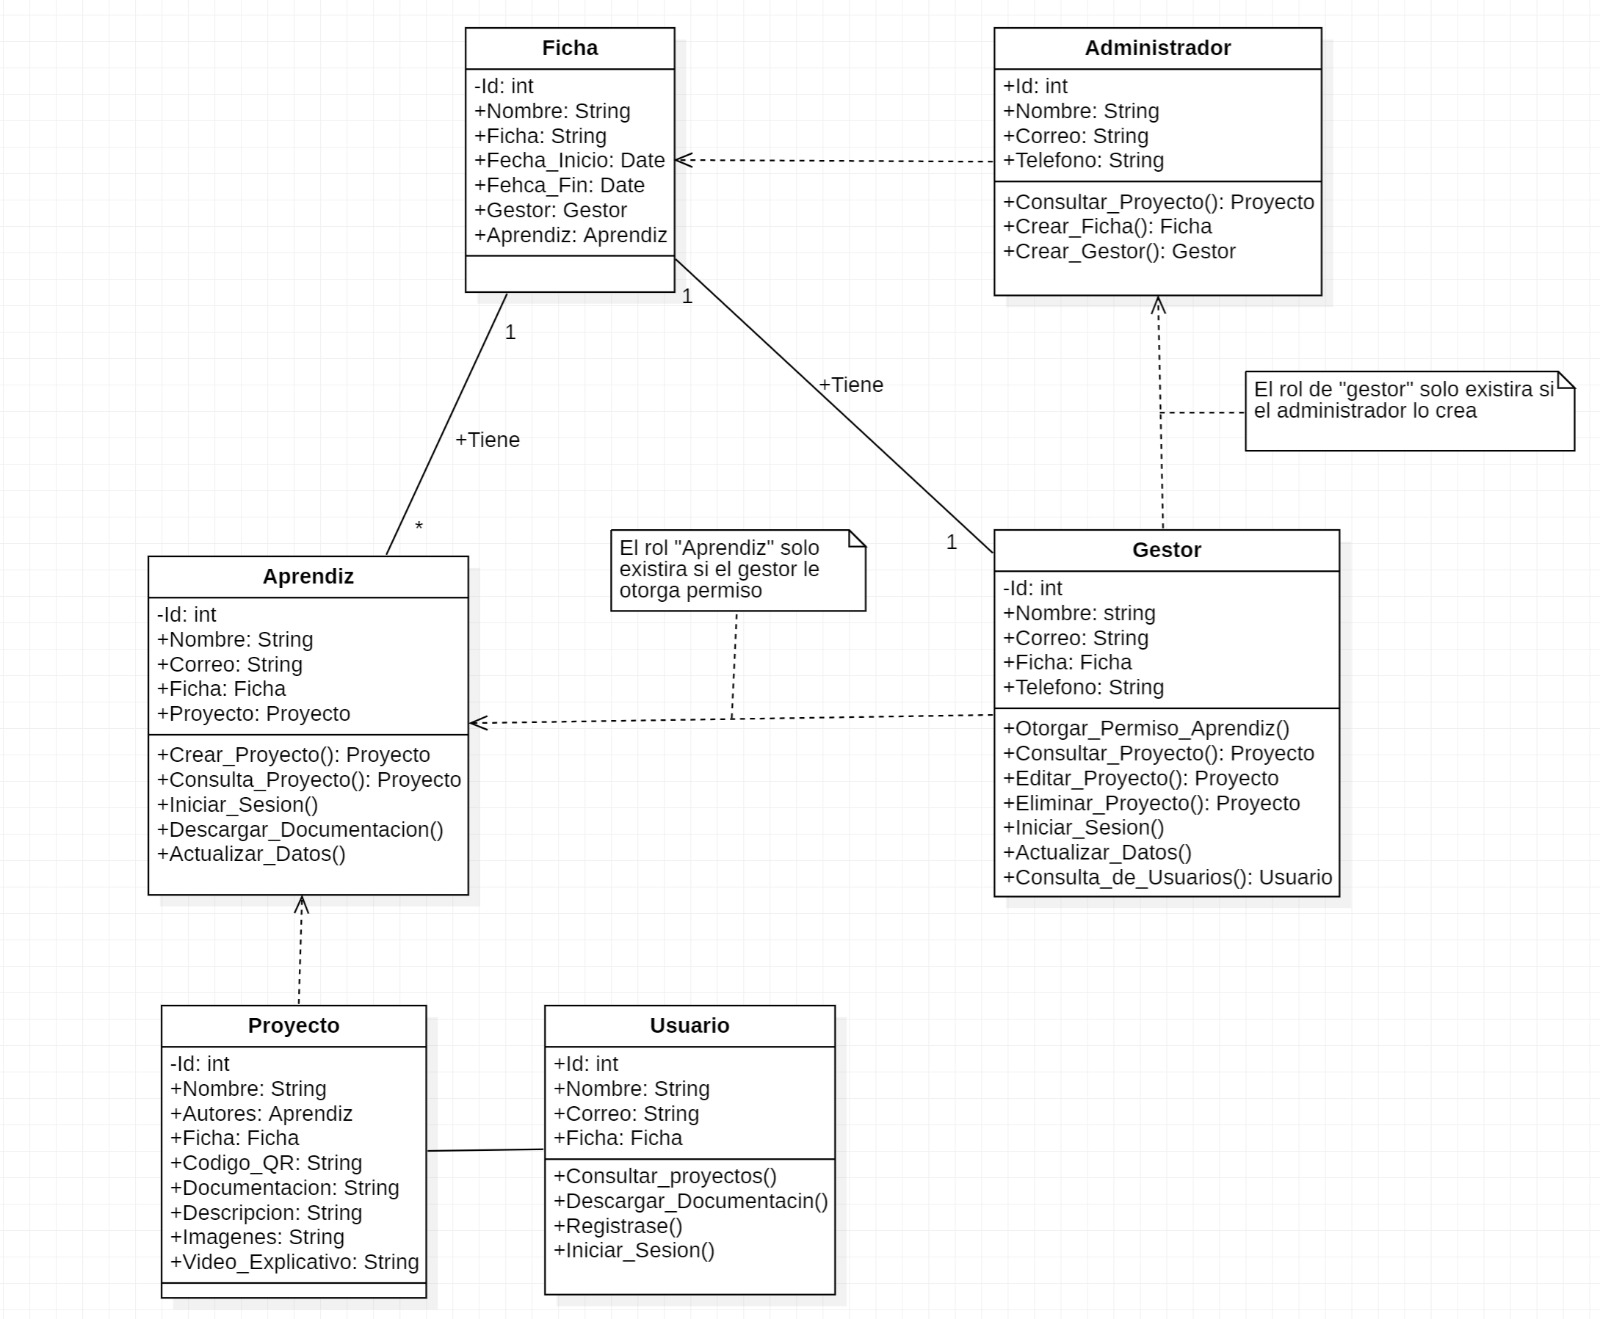 Ficha
-Id: int
+Nombre: String
+Ficha: String
+Fecha_Inicio: Date
+Fehca_Fin: Date
+Gestor: Gestor
+Aprendiz: Aprendiz
Administrador
+Id: int
+Nombre: String
+Correo: String
+Telefono: String
+Consultar_Proyecto(): Proyecto
+Crear_Ficha(): Ficha
+Crear_Gestor(): Gestor
1
1
+Tiene
+Tiene
*
1
El rol de "gestor" solo existira si
el administrador lo crea
El rol "Aprendiz" solo
existira si el gestor le
otorga permiso
Aprendiz
-Id: int
+Nombre: String
+Correo: String
+Ficha: Ficha
+Proyecto: Proyecto
+Crear_Proyecto(): Proyecto
+Consulta_Proyecto(): Proyecto
+Iniciar_Sesion()
+Descargar_Documentacion()
+Actualizar_Datos()
Gestor
-Id: int
+Nombre: string
+Correo: String
+Ficha: Ficha
+Telefono: String
+Otorgar_Permiso_Aprendiz()
+Consultar_Proyecto(): Proyecto
+Editar_Proyecto(): Proyecto
+Eliminar_Proyecto(): Proyecto
+Iniciar_Sesion()
+Actualizar_Datos()
+Consulta_de_Usuarios(): Usuario
Proyecto
-Id: int
+Nombre: String
+Autores: Aprendiz
+Ficha: Ficha
+Codigo_QR: String
+Documentacion: String
+Descripcion: String
+Imagenes: String
+Video_Explicativo: String
Usuario
+Id: int
+Nombre: String
+Correo: String
+Ficha: Ficha
+Consultar_proyectos()
+Descargar_Documentacin()
+Registrase()
+Iniciar_Sesion()